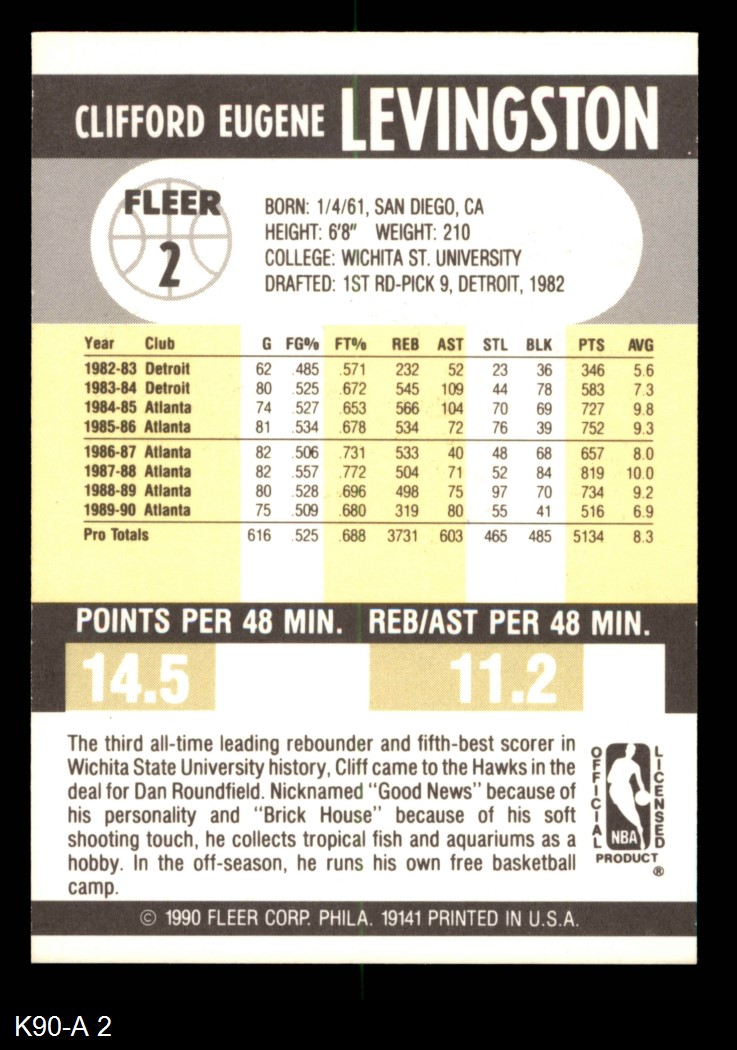 CLIFFORD EUGENE LEVINGSTON
FLEER
2
BORN: 1/4/61, SAN DIEGO, CA
HEIGHT: 6'8" WEIGHT: 210
COLLEGE: WICHITA ST. UNIVERSITY
DRAFTED: 1ST RD-PICK 9, DETROIT, 1982
Year Club G FG% FT% REB AST STL BLK PTS AVG
1982-83 Detroit 62 .485 .571 232 52 23 36 346 5.6
1983-84 Detroit 80 .525 .672 545 109 44 78 583 7.3
1984-85 Atlanta 74 .527 .653 566 104 70 69 727 9.8
1985-86 Atlanta 81 .534 .678 534 72 76 39 752 9.3
1986-87 Atlanta 82 .506 .731 533 40 48 68 657 8.0
1987-88 Atlanta 82 .557 .772 504 71 52 84 819 10.0
1988-89 Atlanta 80 .528 .696 498 75 97 70 734 9.2
1989-90 Atlanta 75 .509 .680 319 80 55 41 516 6.9
Pro Totals 616 .525 .688 3731 603 465 485 5134 8.3
POINTS PER 48 MIN. REB/AST PER 48 MIN.
14.5 11.2
The third all-time leading rebounder and fifth-best scorer in
Wichita State University history, Cliff came to the Hawks in the
deal for Dan Roundfield. Nicknamed "Good News" because of
his personality and "Brick House" because of his soft
shooting touch, he collects tropical fish and aquariums as a
hobby. In the off-season, he runs his own free basketball
camp.
OFFICIAL
LICENSED
NBA
PRODUCT
®
© 1990 FLEER CORP. PHILA. 19141 PRINTED IN U.S.A.
K90-A 2